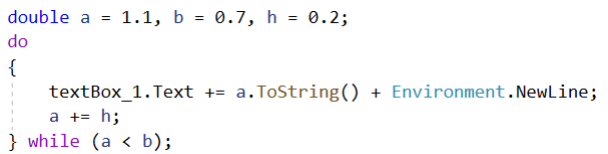 double a = 1.1, b = 0.7, h = 0.2;
do
{
    textBox_1.Text += a.ToString() + Environment.NewLine;
    a += h;
} while (a < b);